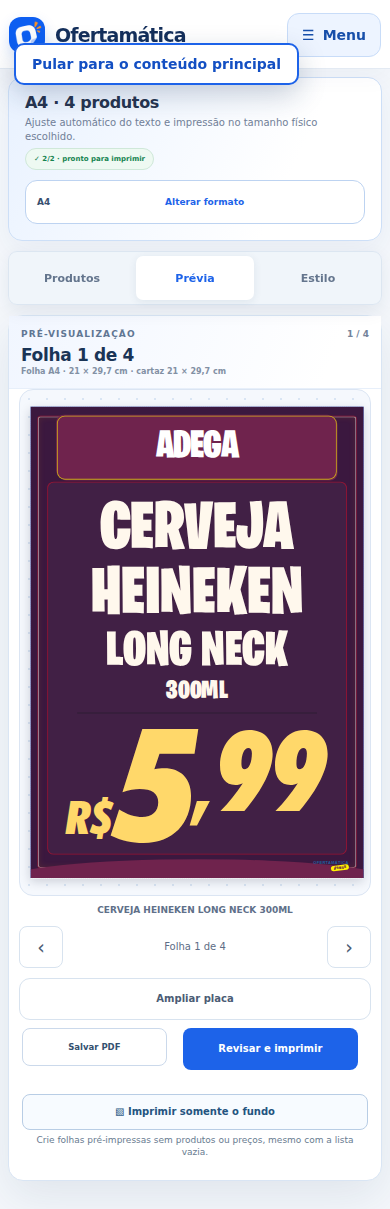 Ofertamática
☰ Menu
Pular para o conteúdo principal
A4 · 4 produtos
Ajuste automático do texto e impressão no tamanho físico
escolhido.
✓ 2/2 · pronto para imprimir
A4 Alterar formato
Produtos Prévia Estilo
PRÉ-VISUALIZAÇÃO 1 / 4
Folha 1 de 4
Folha A4 · 21 × 29,7 cm · cartaz 21 × 29,7 cm
ADEGA
CERVEJA
HEINEKEN
LONG NECK
300ML
R$5,99
CERVEJA HEINEKEN LONG NECK 300ML
‹ Folha 1 de 4 ›
Ampliar placa
Salvar PDF Revisar e imprimir
▧ Imprimir somente o fundo
Crie folhas pré-impressas sem produtos ou preços, mesmo com a lista
vazia.